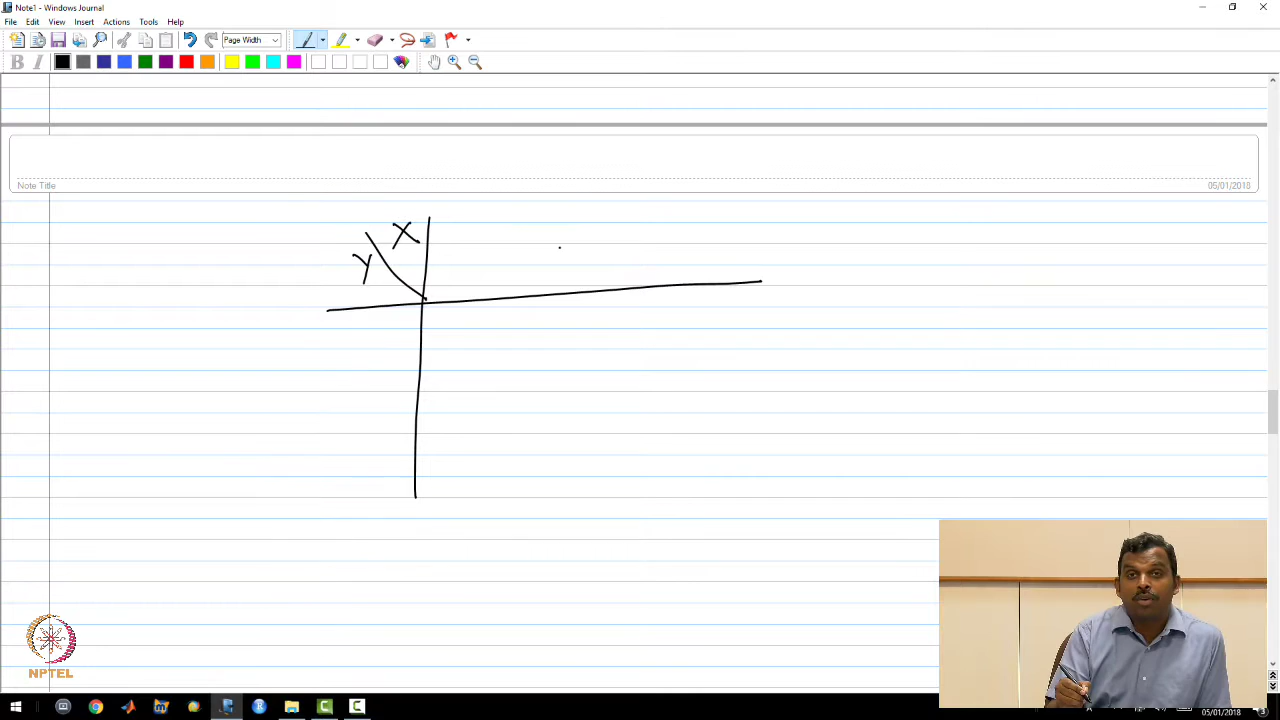 Note1 - Windows Journal
File Edit View Insert Actions Tools Help
Page Width
B I
Note Title
05/01/2018
X
Y
NPTEL
05/01/2018